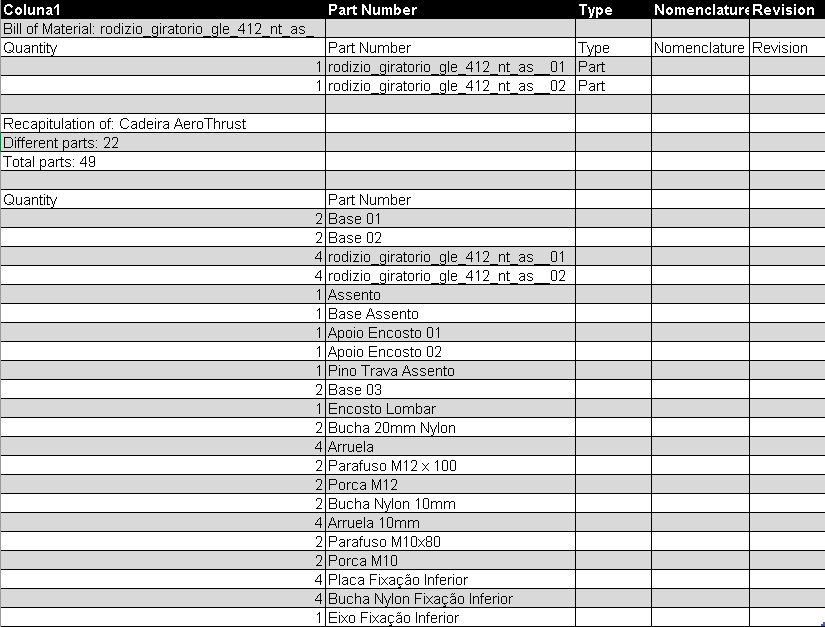 Coluna1 Part Number Type Nomenclature Revision
Bill of Material: rodizio_giratorio_gle_412_nt_as_
Quantity Part Number Type Nomenclature Revision
1 rodizio_giratorio_gle_412_nt_as__01 Part
1 rodizio_giratorio_gle_412_nt_as__02 Part
Recapitulation of: Cadeira AeroThrust
Different parts: 22
Total parts: 49
Quantity Part Number
2 Base 01
2 Base 02
4 rodizio_giratorio_gle_412_nt_as__01
4 rodizio_giratorio_gle_412_nt_as__02
1 Assento
1 Base Assento
1 Apoio Encosto 01
1 Apoio Encosto 02
1 Pino Trava Assento
2 Base 03
1 Encosto Lombar
2 Bucha 20mm Nylon
4 Arruela
2 Parafuso M12 x 100
2 Porca M12
2 Bucha Nylon 10mm
4 Arruela 10mm
2 Parafuso M10x80
2 Porca M10
4 Placa Fixação Inferior
4 Bucha Nylon Fixação Inferior
1 Eixo Fixação Inferior